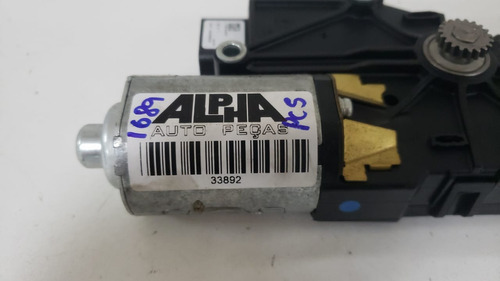 ALPHA
AUTO PEÇAS
33892
1689
PCS